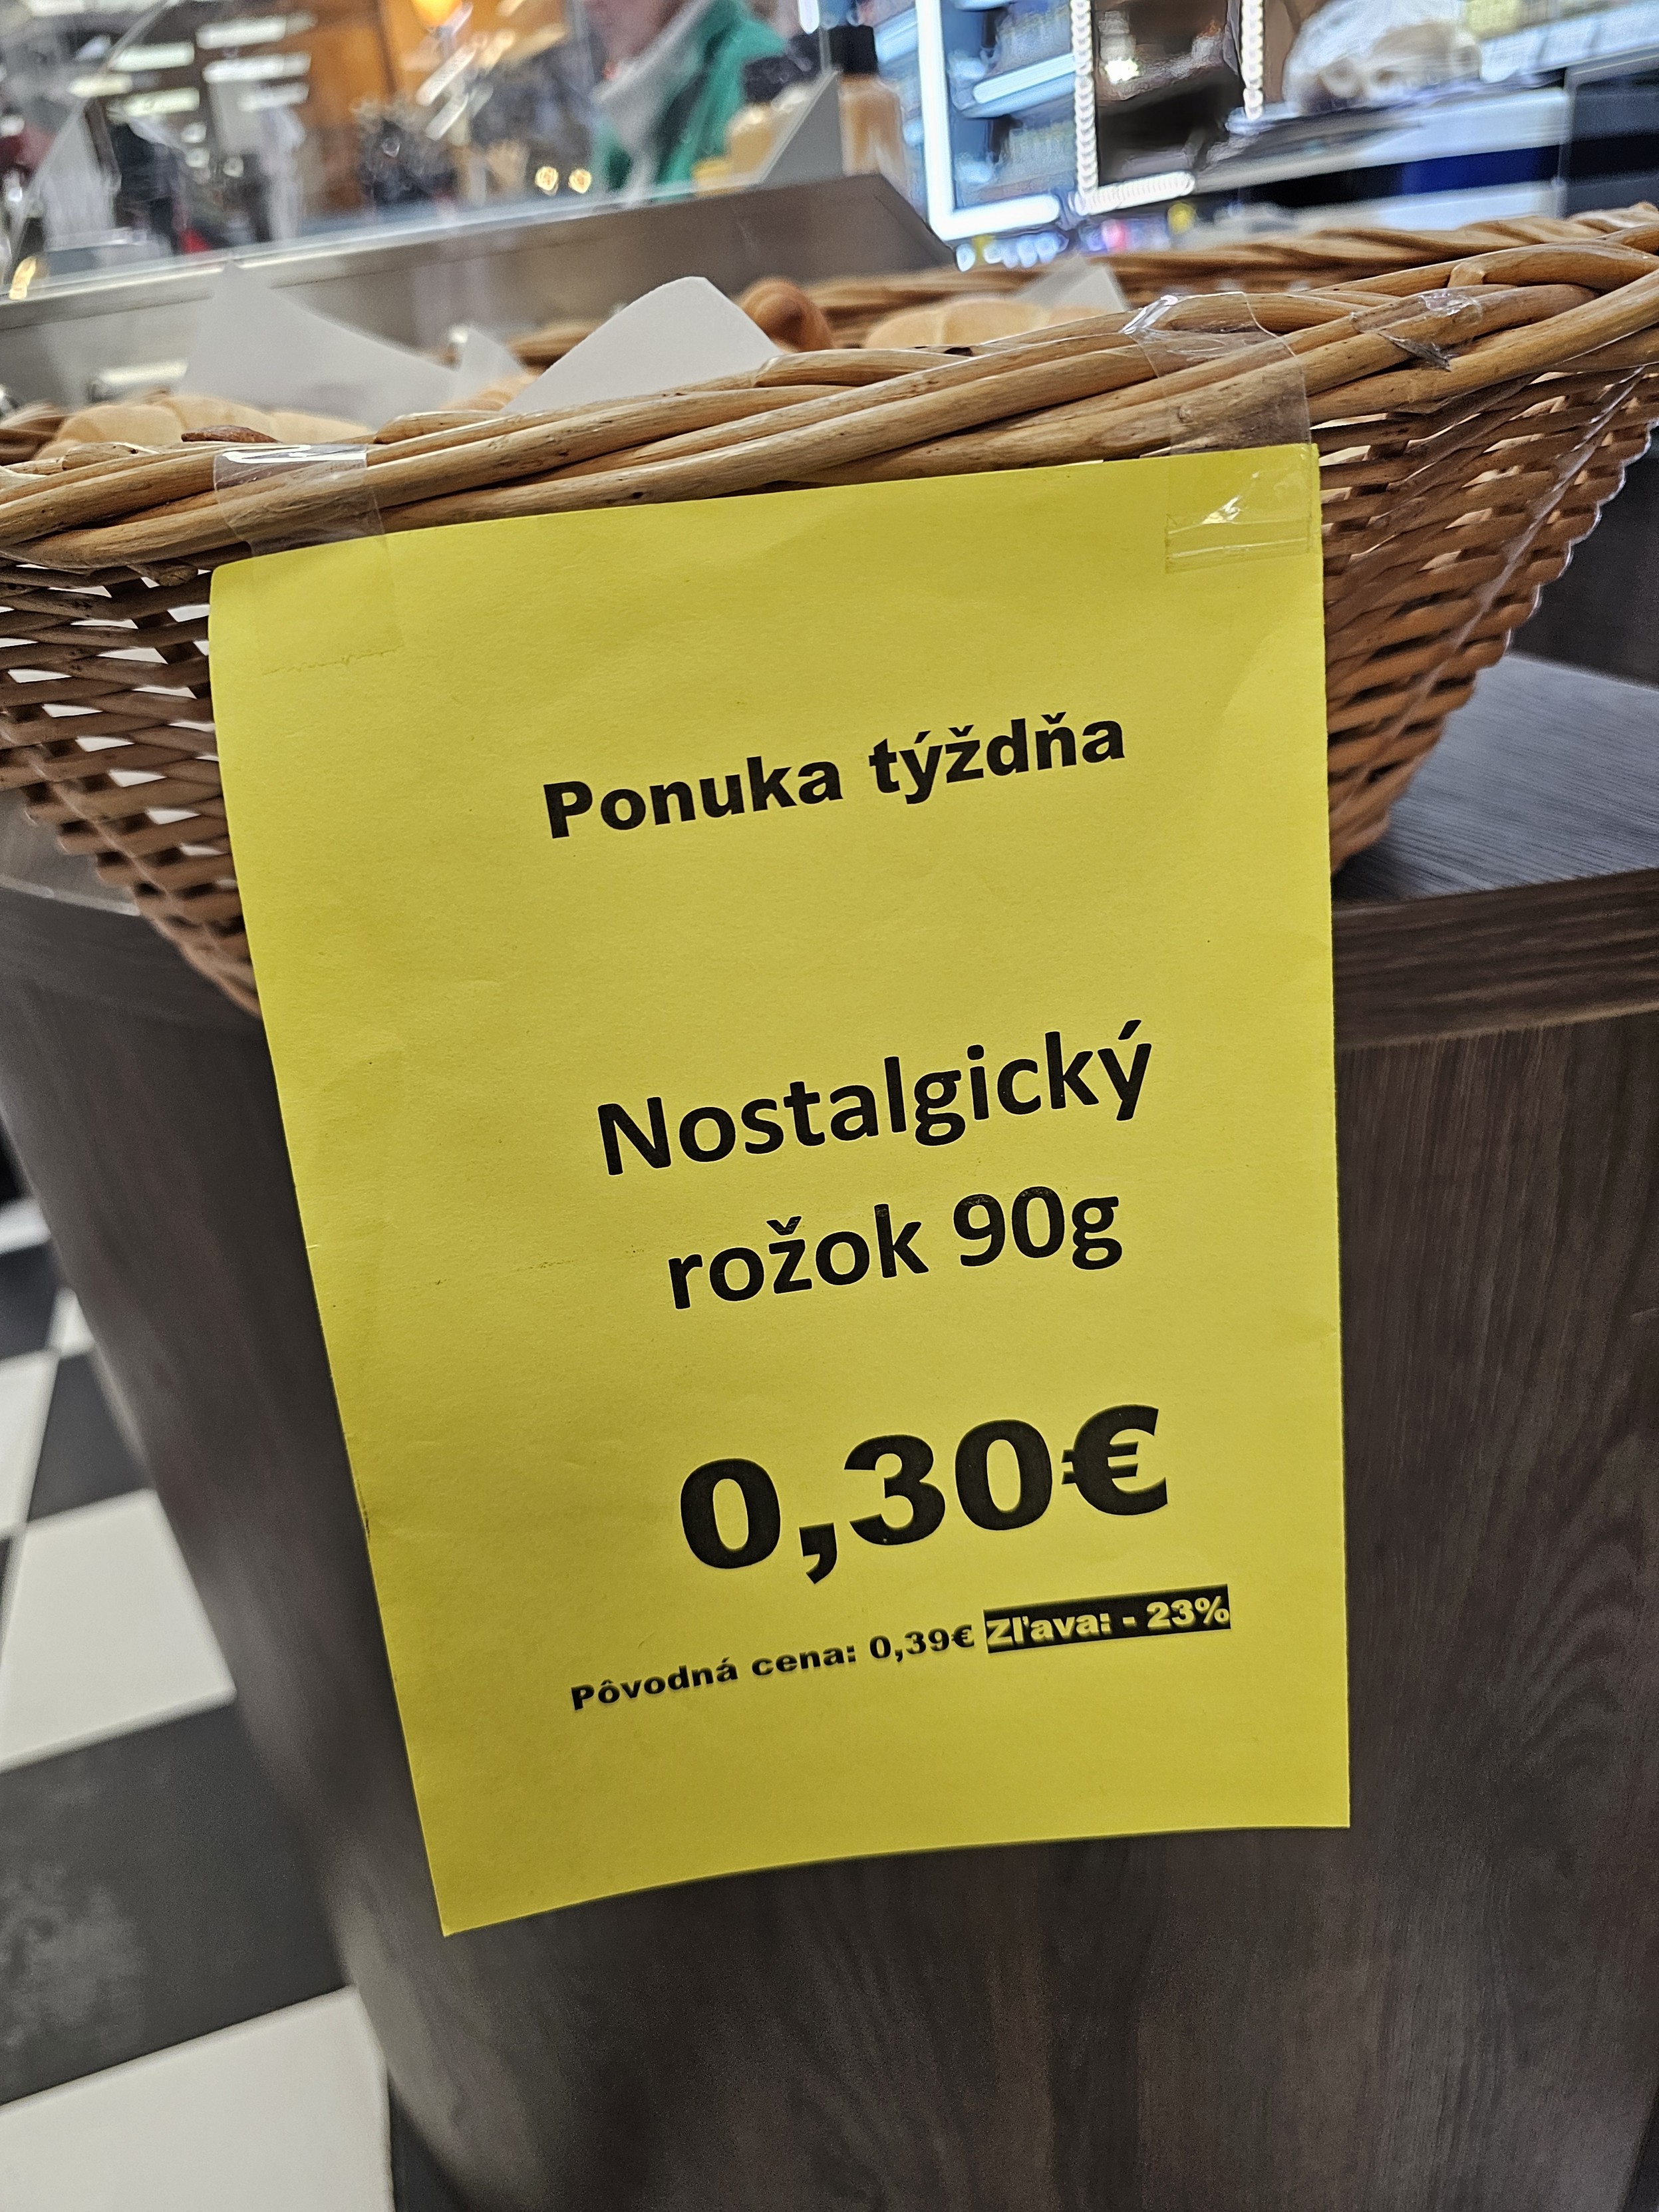 Ponuka týždňa
Nostalgický
rožok 90g
0,30€
Pôvodná cena: 0,39€ Zľava: - 23%